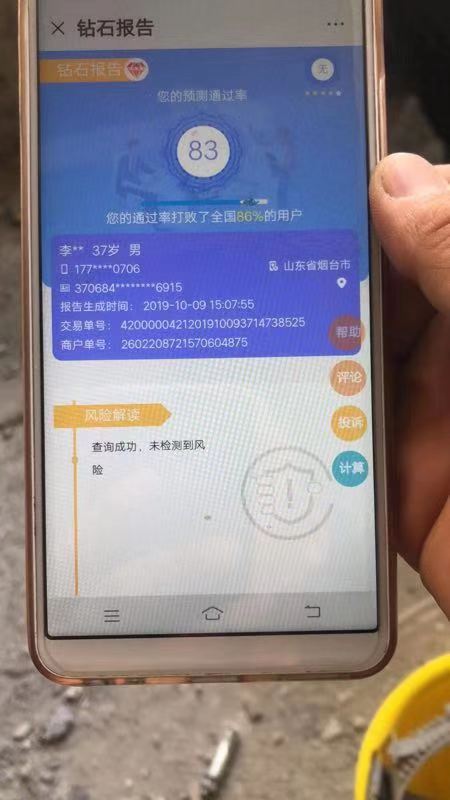 × 钻石报告 ···
钻石报告
无
您的预测通过率
83
您的通过率打败了全国86%的用户
李** 37岁 男
177****0706 山东省烟台市
370684********6915
报告生成时间: 2019-10-09 15:07:55
交易单号: 4200000421201910093714738525
商户单号: 2602208721570604875
帮助
评论
风险解读
投诉
查询成功，未检测到风
险
计算